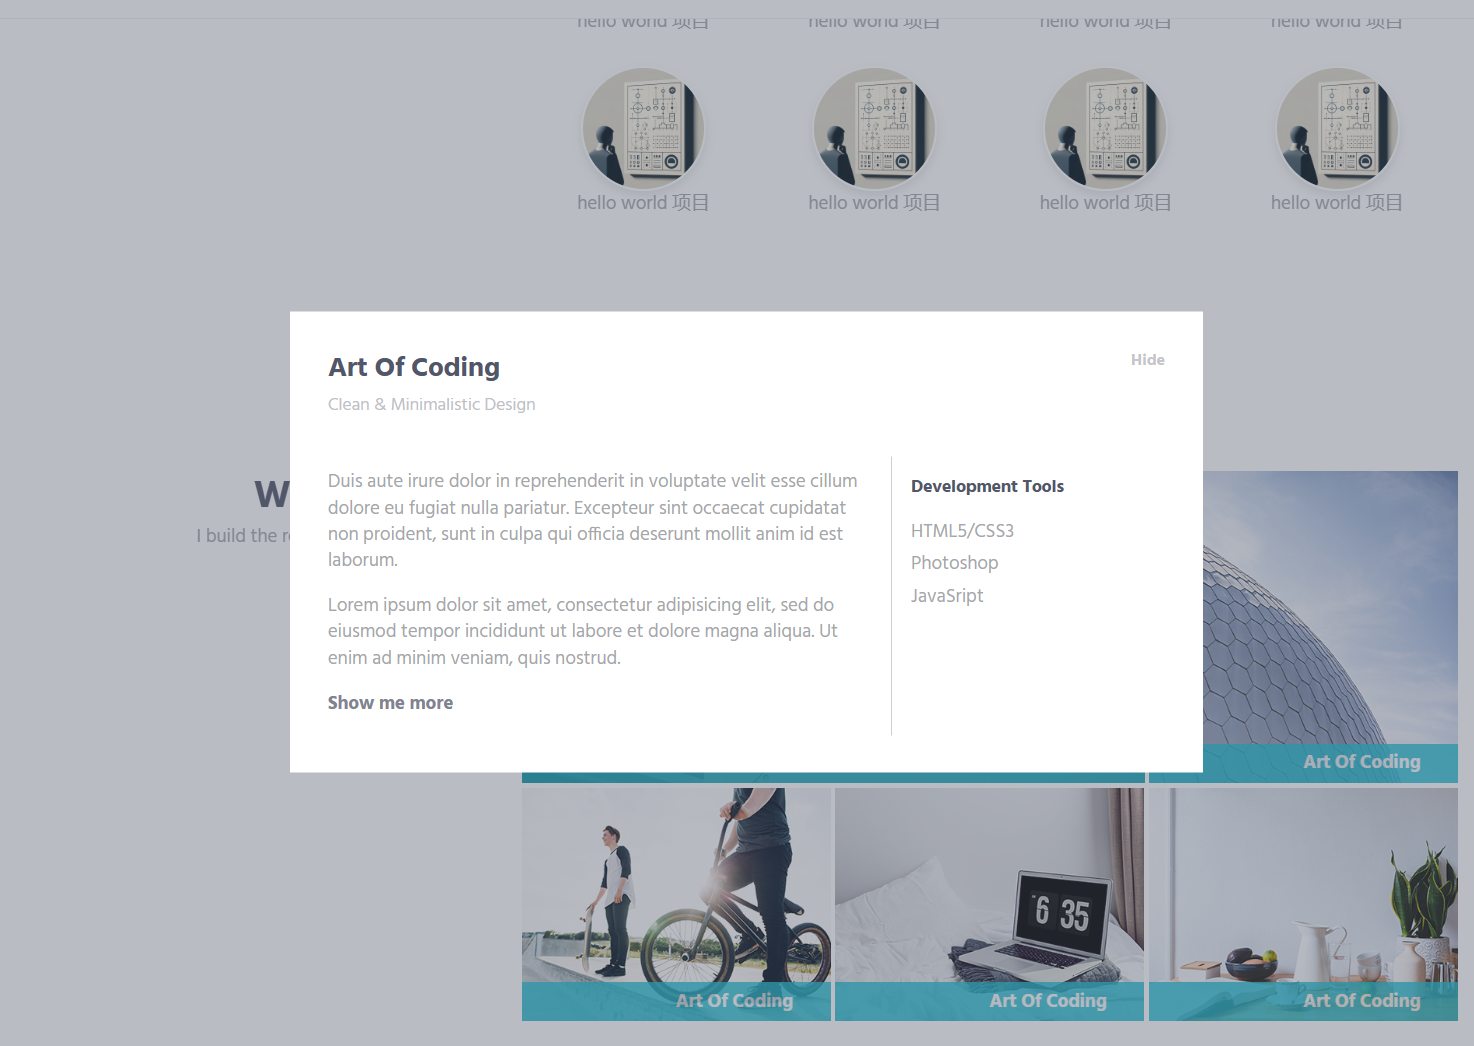 hello world 项目 hello world 项目 hello world 项目 hello world 项目
hello world 项目 hello world 项目 hello world 项目 hello world 项目
Art Of Coding
Hide
Clean & Minimalistic Design
Duis aute irure dolor in reprehenderit in voluptate velit esse cillum
dolore eu fugiat nulla pariatur. Excepteur sint occaecat cupidatat
non proident, sunt in culpa qui officia deserunt mollit anim id est
laborum.
Lorem ipsum dolor sit amet, consectetur adipisicing elit, sed do
eiusmod tempor incididunt ut labore et dolore magna aliqua. Ut
enim ad minim veniam, quis nostrud.
Show me more
Development Tools
HTML5/CSS3
Photoshop
JavaSript
W
I build the
Art Of Coding
6 35
Art Of Coding Art Of Coding Art Of Coding